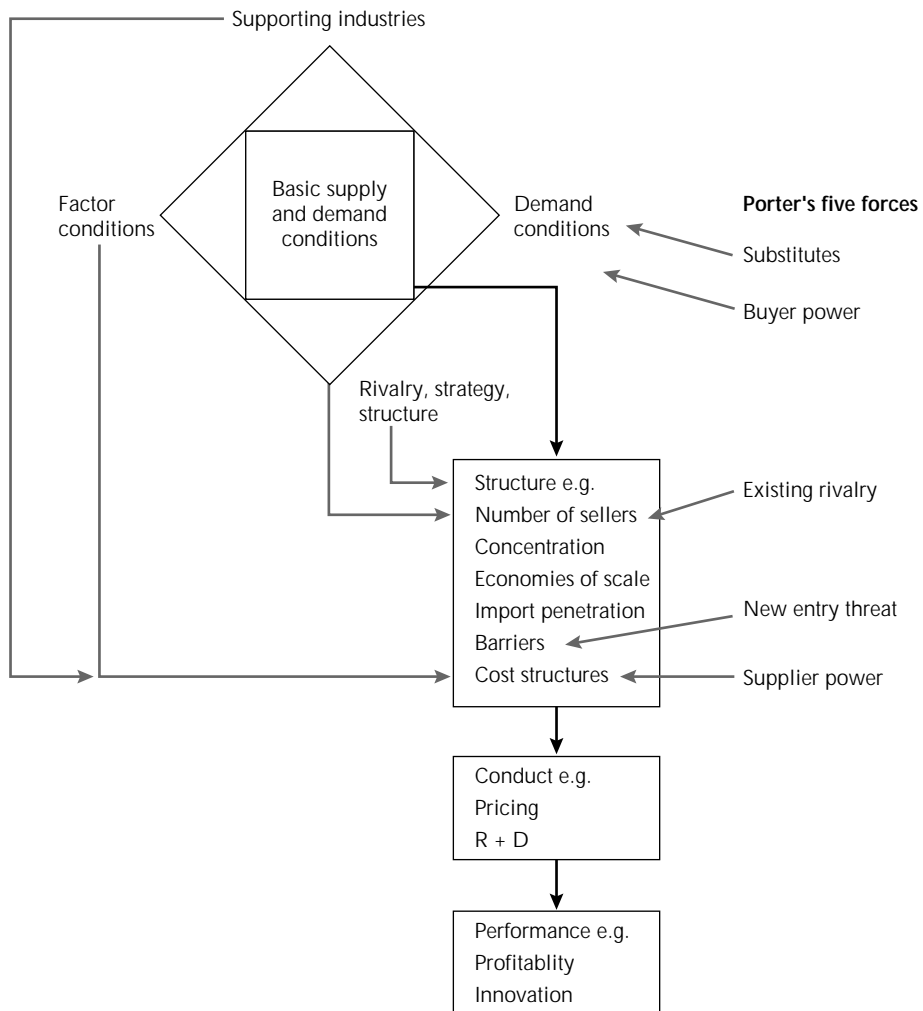 Supporting industries
Basic supply
and demand
conditions
Factor
conditions
Demand
conditions
Porter's five forces
Substitutes
Buyer power
Rivalry, strategy,
structure
Structure e.g.
Number of sellers
Concentration
Economies of scale
Import penetration
Barriers
Cost structures
Existing rivalry
New entry threat
Supplier power
Conduct e.g.
Pricing
R + D
Performance e.g.
Profitablity
Innovation